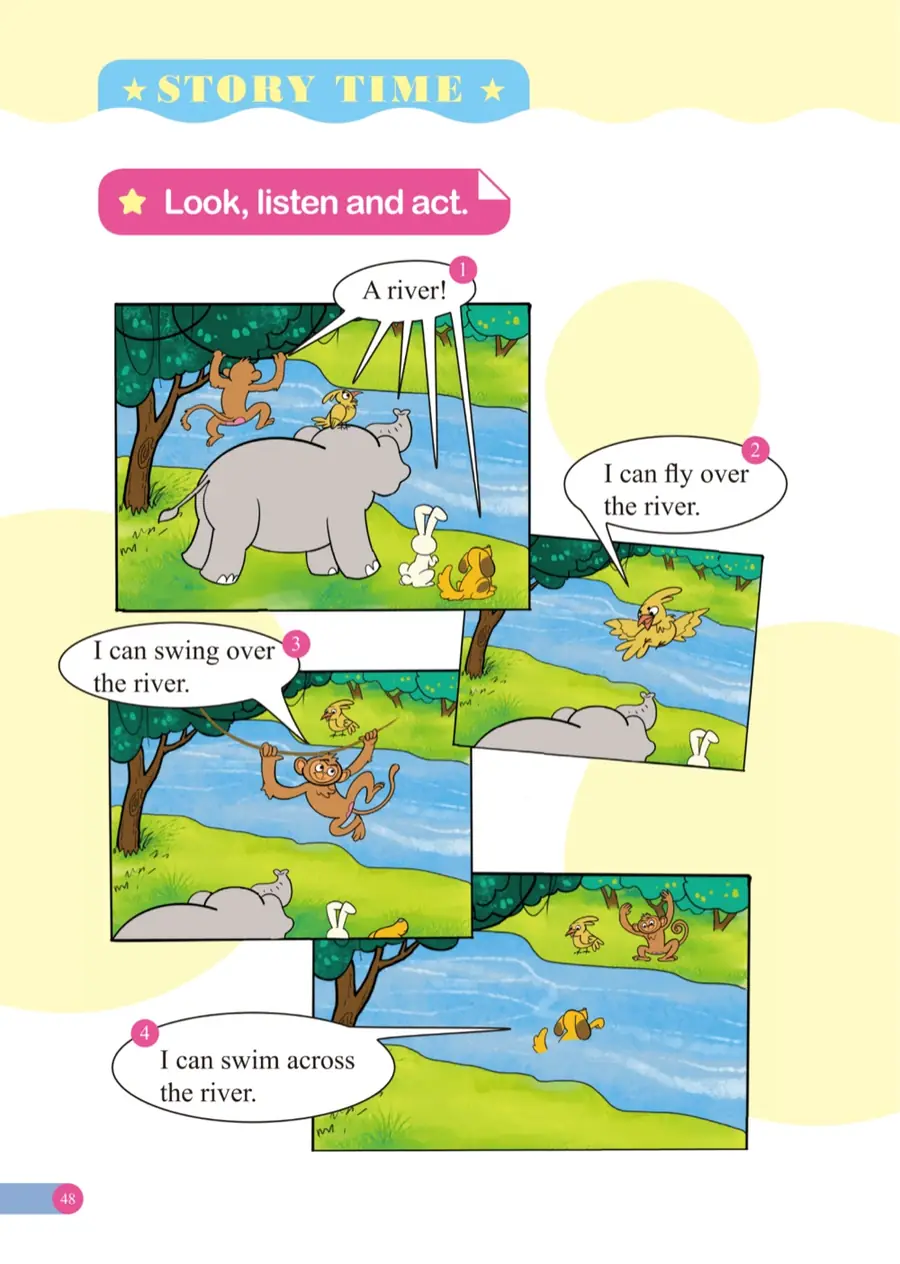 STORY TIME
Look, listen and act.
1
A river!
2
I can fly over
the river.
3
I can swing over
the river.
4
I can swim across
the river.
48